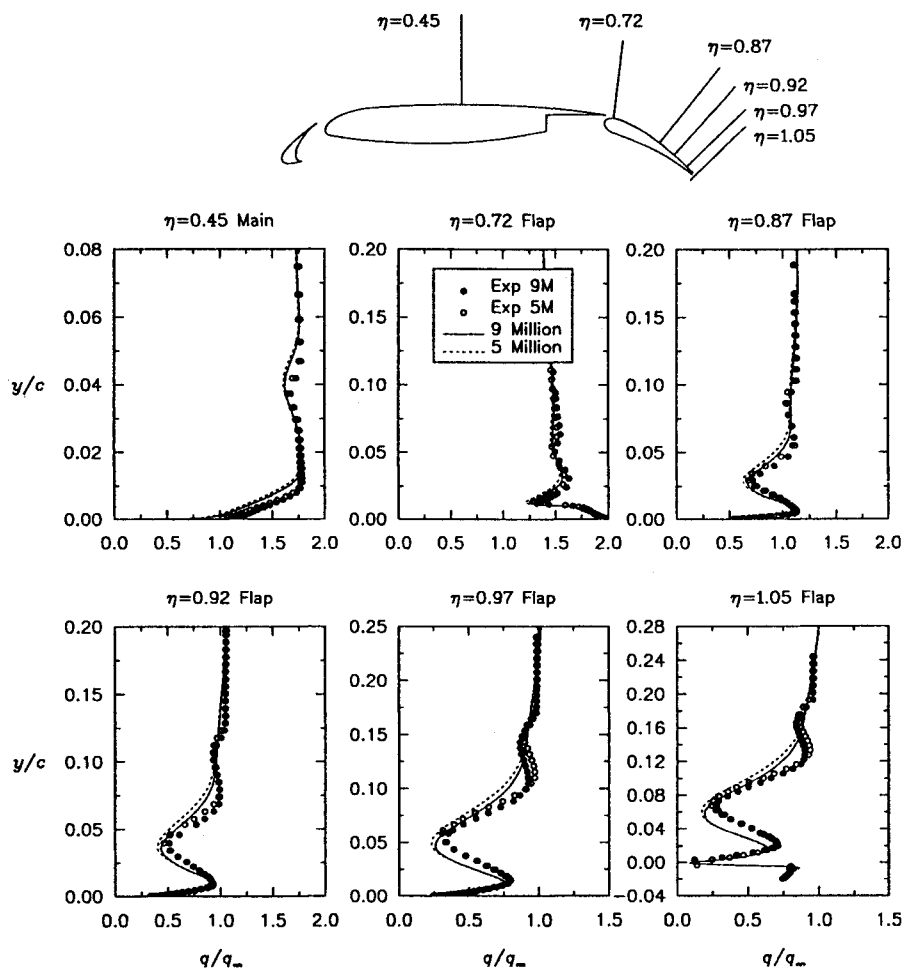 η=0.45
η=0.72
η=0.87
η=0.92
η=0.97
η=1.05
η=0.45 Main
η=0.72 Flap
η=0.87 Flap
0.08
0.06
0.04
0.02
0.00
y/c
0.0 0.5 1.0 1.5 2.0
0.20
0.15
0.10
0.05
0.00
Exp 9M
Exp 5M
9 Million
5 Million
0.0 0.5 1.0 1.5 2.0
0.20
0.15
0.10
0.05
0.00
0.0 0.5 1.0 1.5 2.0
η=0.92 Flap
η=0.97 Flap
η=1.05 Flap
0.20
0.15
0.10
0.05
0.00
y/c
0.0 0.5 1.0 1.5 2.0
q/q∞
0.25
0.20
0.15
0.10
0.05
0.00
0.0 0.5 1.0 1.5
q/q∞
0.28
0.24
0.20
0.16
0.12
0.08
0.04
0.00
-0.04
0.0 0.5 1.0 1.5
q/q∞